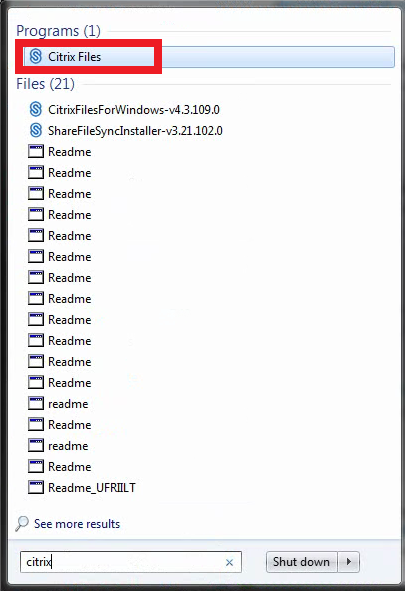 Programs (1)
Citrix Files
Files (21)
CitrixFilesForWindows-v4.3.109.0
ShareFileSyncInstaller-v3.21.102.0
Readme
Readme
Readme
Readme
Readme
Readme
Readme
Readme
Readme
Readme
Readme
Readme
readme
Readme
readme
Readme
Readme_UFRIILT
See more results
citrix
Shut down